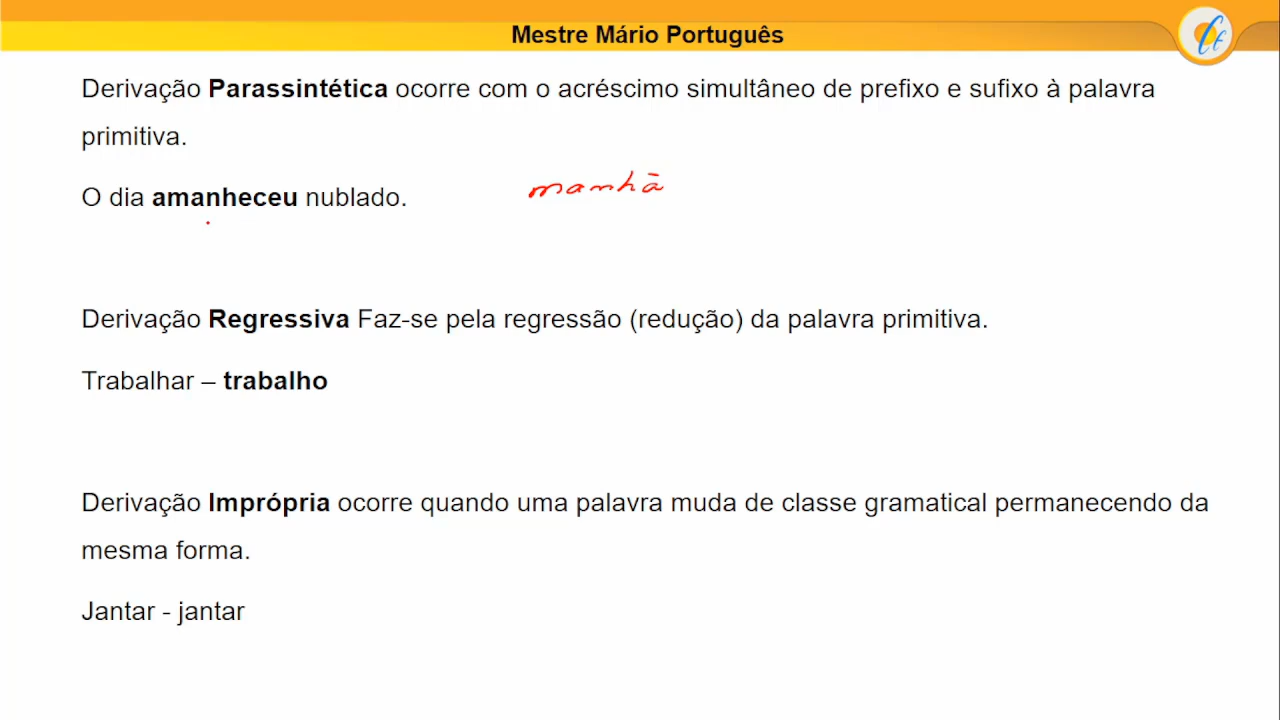 Mestre Mário Português
Derivação Parassintética ocorre com o acréscimo simultâneo de prefixo e sufixo à palavra
primitiva.
O dia amanheceu nublado.
manhã
Derivação Regressiva Faz-se pela regressão (redução) da palavra primitiva.
Trabalhar – trabalho
Derivação Imprópria ocorre quando uma palavra muda de classe gramatical permanecendo da
mesma forma.
Jantar - jantar